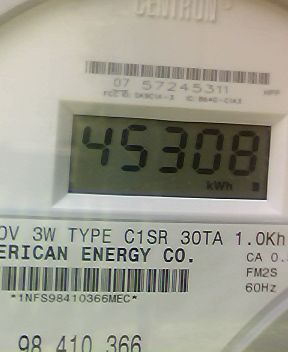 CENTRON
07 57245311
45308
kWh
0V 3W TYPE C1SR 30TA 1.0Kh
ERICAN ENERGY CO.
CA 0.
FM2S
*1NFS98410366MEC*
60Hz
98 410 366